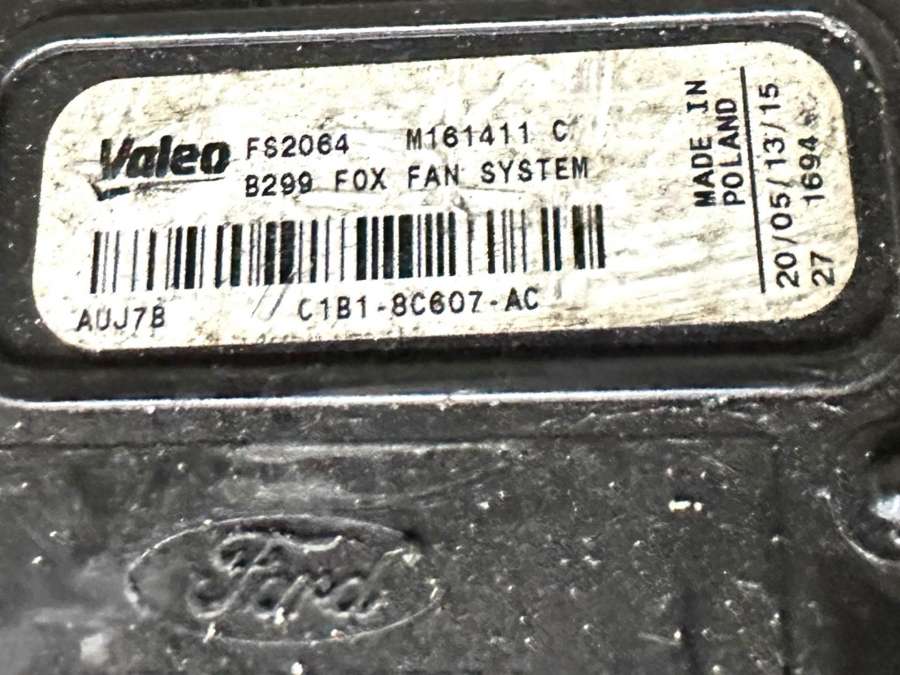 Valeo FS2064 M161411 C
B299 FOX FAN SYSTEM
AUJ7B C1B1-8C607-AC
MADE IN
POLAND
20/05/13/15
27 1694
Ford